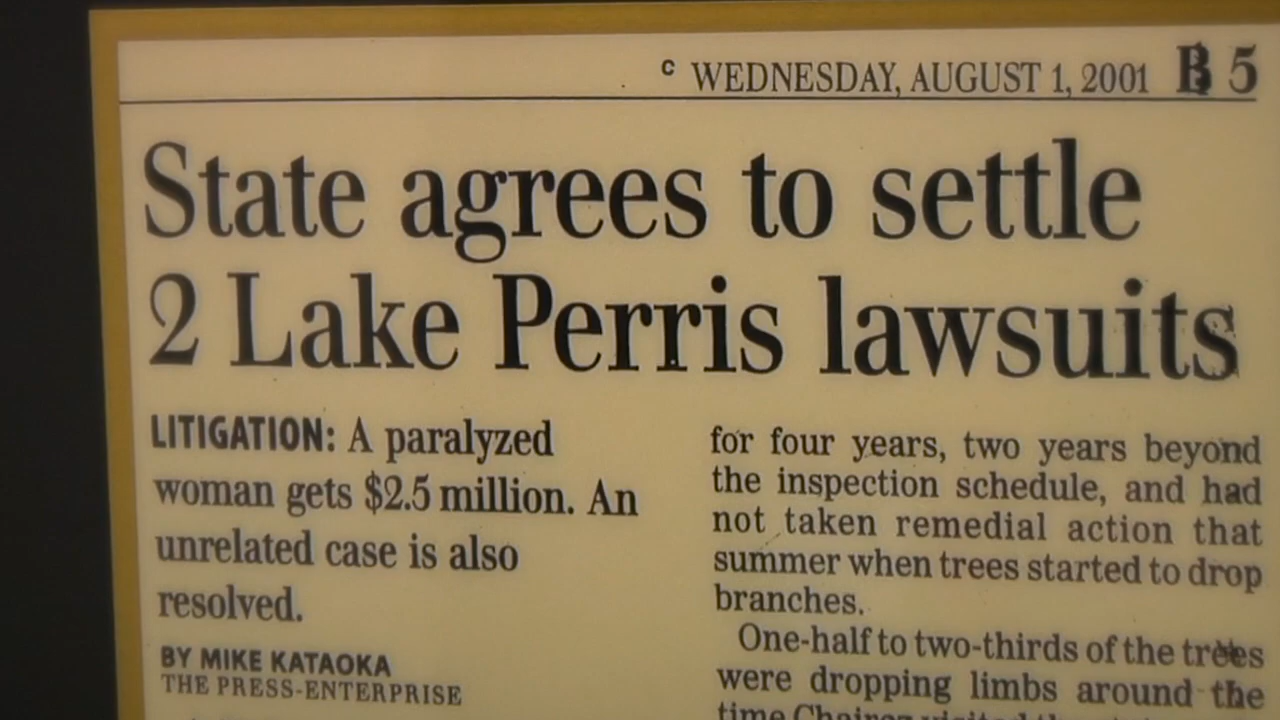 C WEDNESDAY, AUGUST 1, 2001 B 5
State agrees to settle
2 Lake Perris lawsuits
LITIGATION: A paralyzed
woman gets $2.5 million. An
unrelated case is also
resolved.
BY MIKE KATAOKA
THE PRESS-ENTERPRISE
for four years, two years beyond
the inspection schedule, and had
not taken remedial action that
summer when trees started to drop
branches.
One-half to two-thirds of the trees
were dropping limbs around the
time